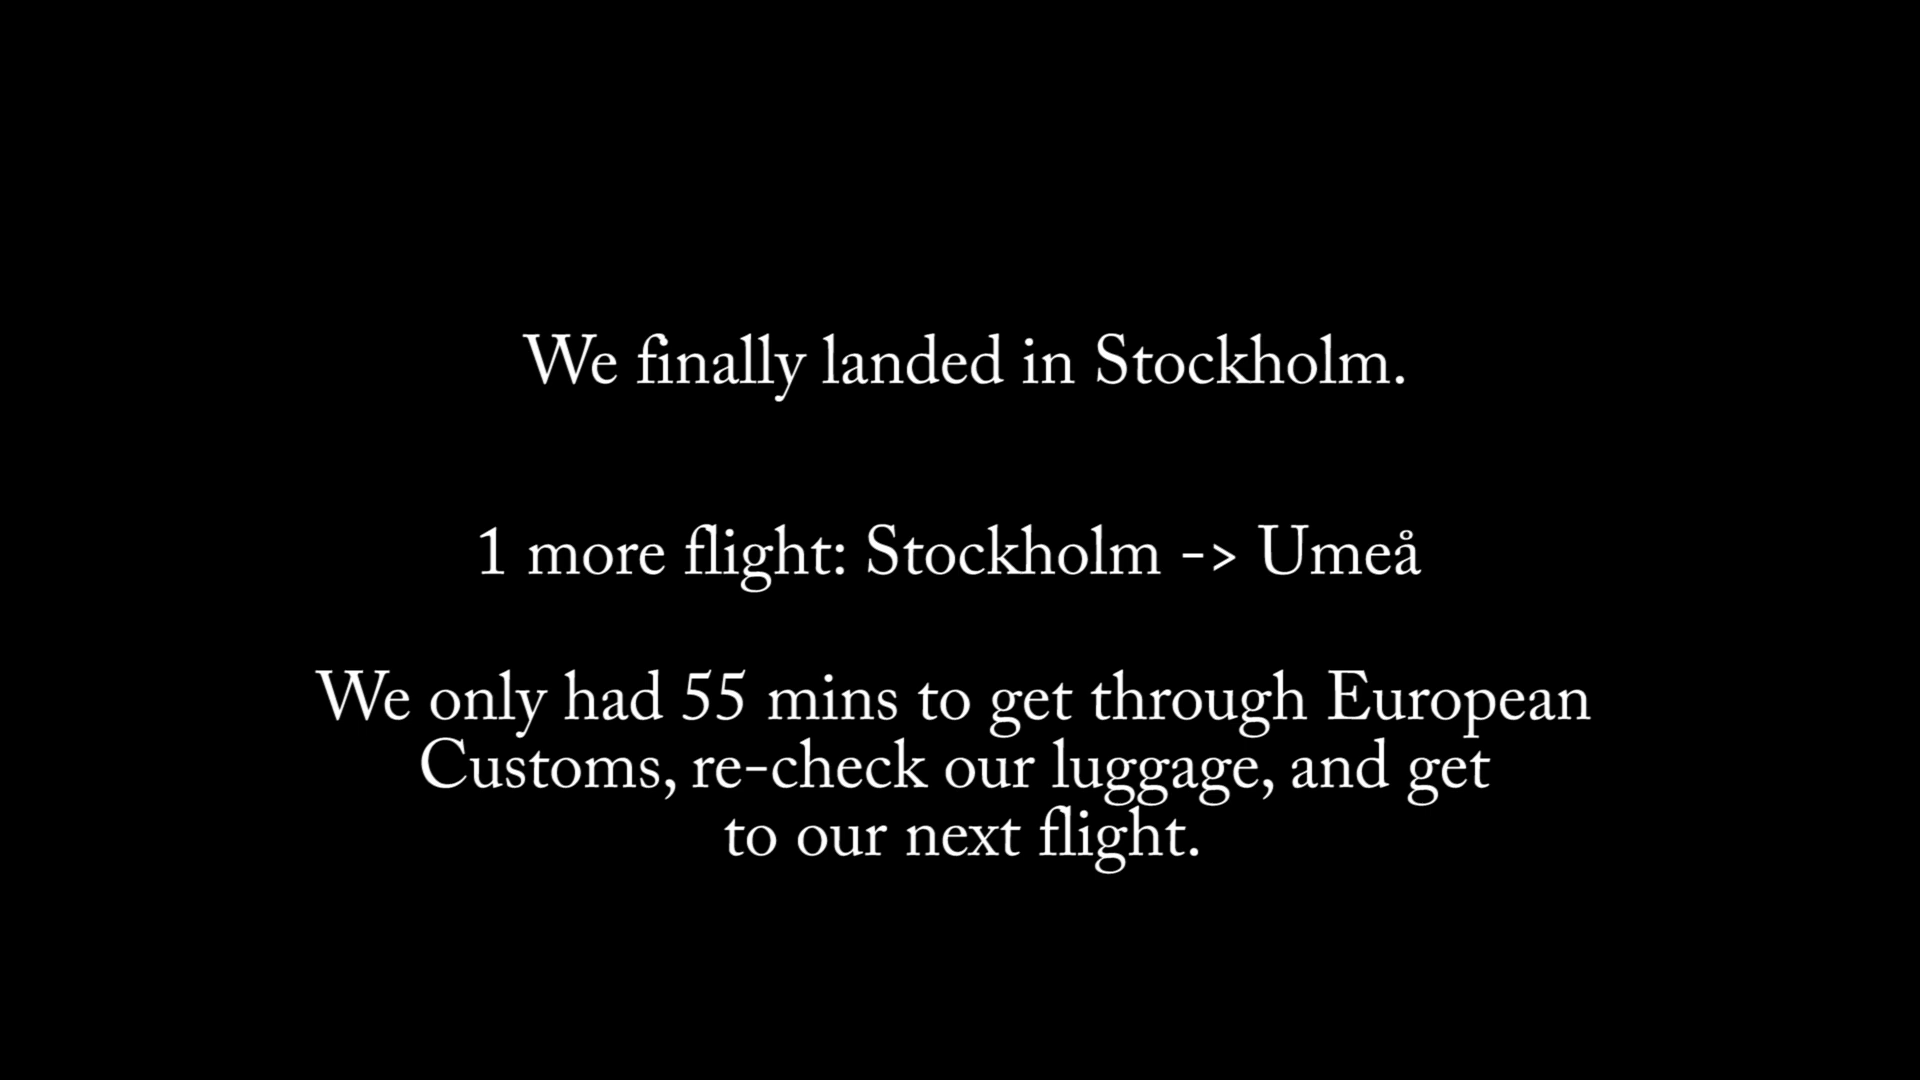 We finally landed in Stockholm.
1 more flight: Stockholm -> Umeå
We only had 55 mins to get through European
Customs, re-check our luggage, and get
to our next flight.